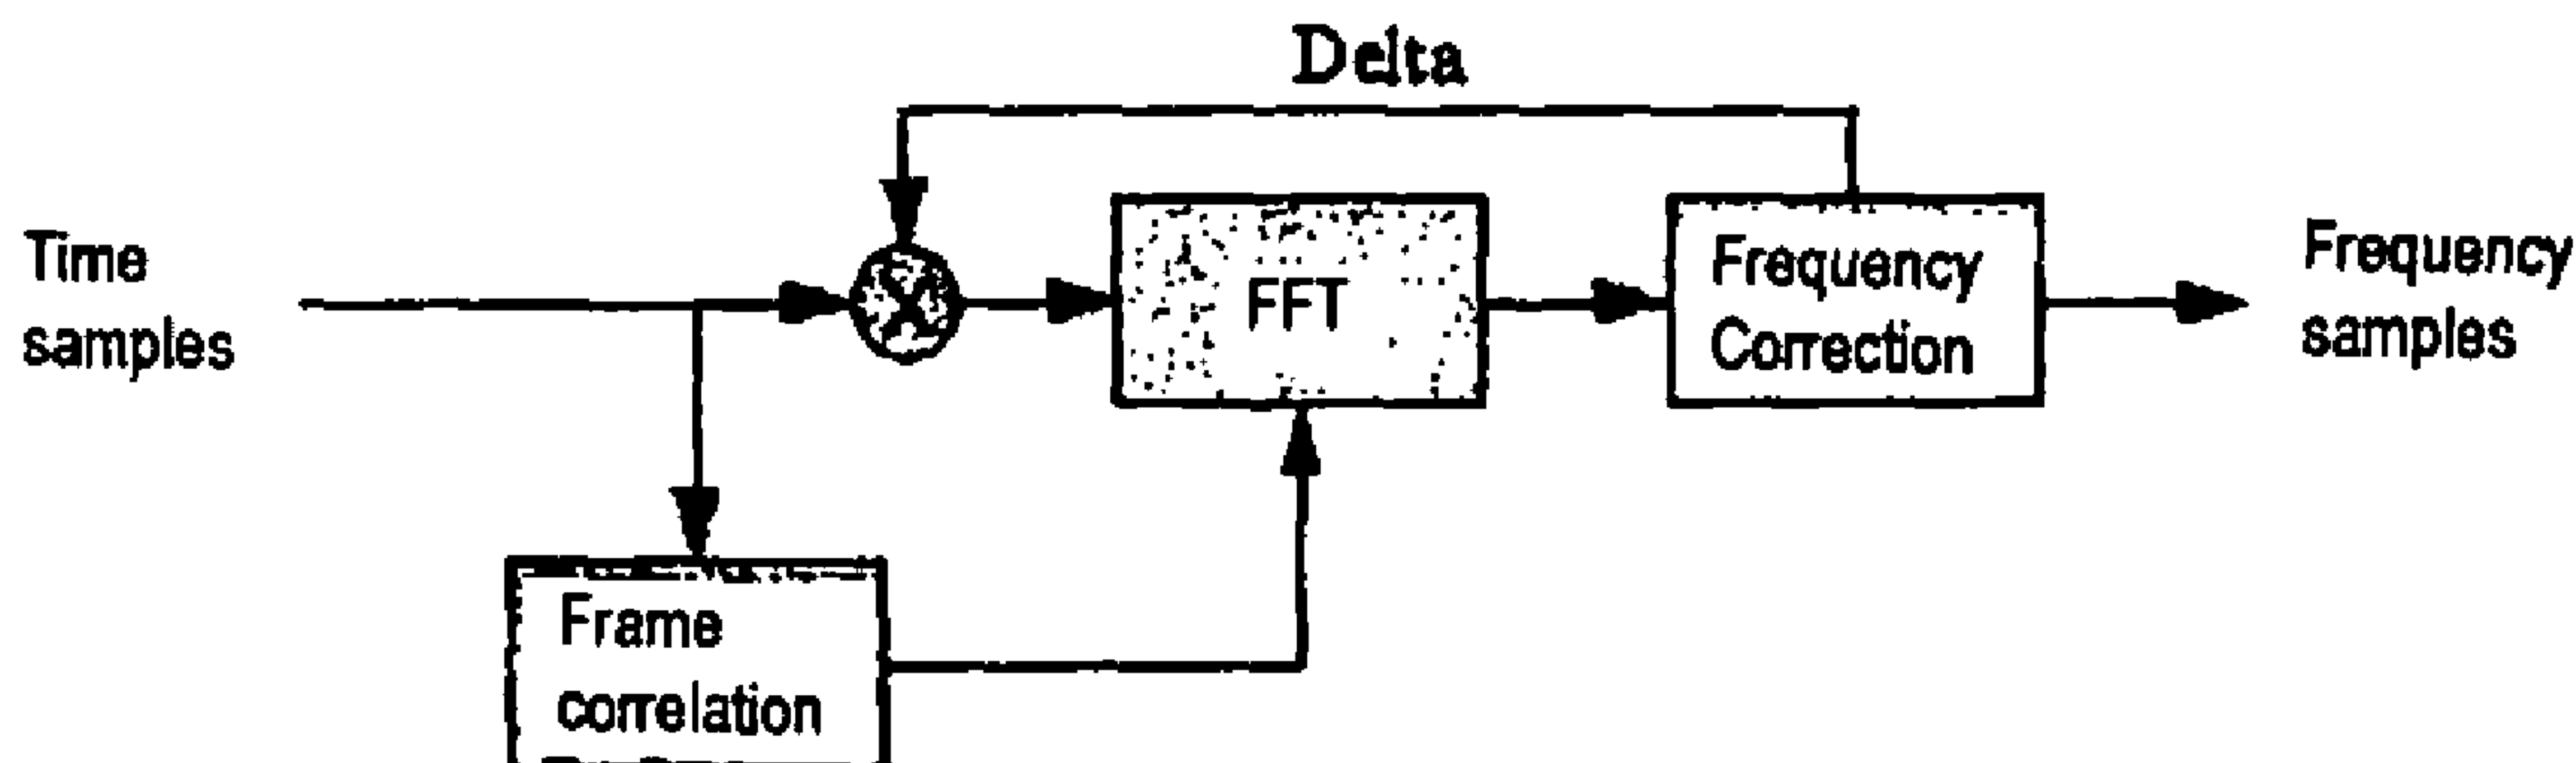 Delta
Time
samples
FFT
Frequency
Correction
Frequency
samples
Frame
correlation